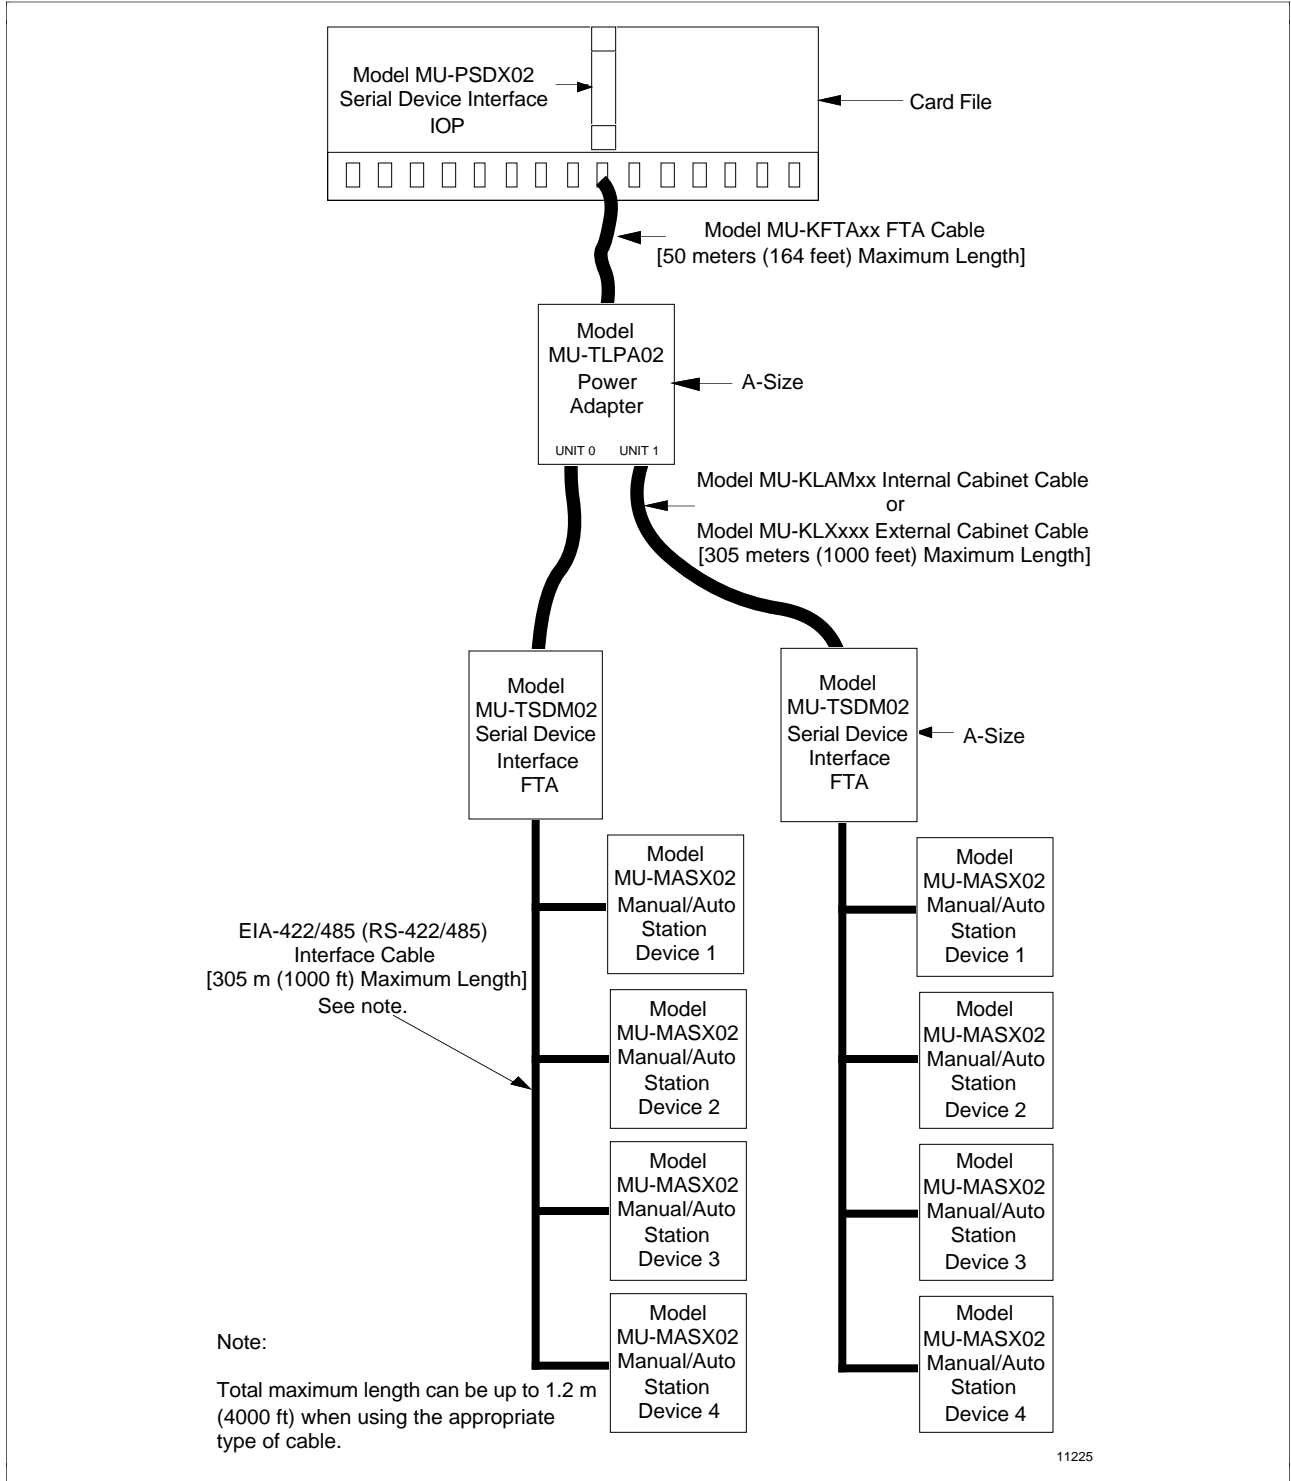 Model MU-PSDX02
Serial Device Interface
IOP
Card File
Model MU-KFTAxx FTA Cable
[50 meters (164 feet) Maximum Length]
Model
MU-TLPA02
Power
Adapter
A-Size
UNIT 0 UNIT 1
Model MU-KLAMxx Internal Cabinet Cable
or
Model MU-KLXxxx External Cabinet Cable
[305 meters (1000 feet) Maximum Length]
Model
MU-TSDM02
Serial Device
Interface
FTA
Model
MU-TSDM02
Serial Device
Interface
FTA
A-Size
EIA-422/485 (RS-422/485)
Interface Cable
[305 m (1000 ft) Maximum Length]
See note.
Model
MU-MASX02
Manual/Auto
Station
Device 1
Model
MU-MASX02
Manual/Auto
Station
Device 1
Model
MU-MASX02
Manual/Auto
Station
Device 2
Model
MU-MASX02
Manual/Auto
Station
Device 2
Model
MU-MASX02
Manual/Auto
Station
Device 3
Model
MU-MASX02
Manual/Auto
Station
Device 3
Model
MU-MASX02
Manual/Auto
Station
Device 4
Model
MU-MASX02
Manual/Auto
Station
Device 4
Note:
Total maximum length can be up to 1.2 m
(4000 ft) when using the appropriate
type of cable.
11225